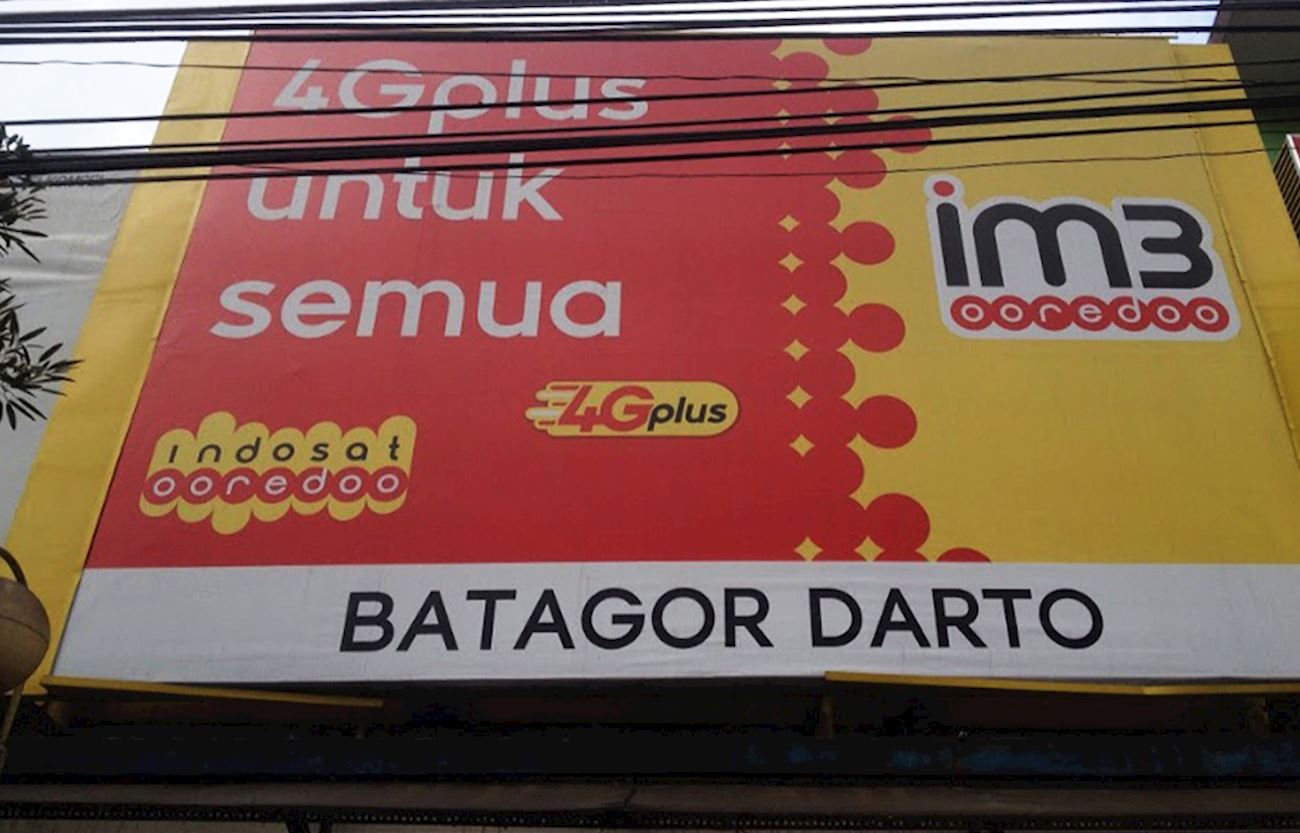 4Gplus
untuk
semua
im3
ooredoo
4Gplus
indosat
ooredoo
BATAGOR DARTO